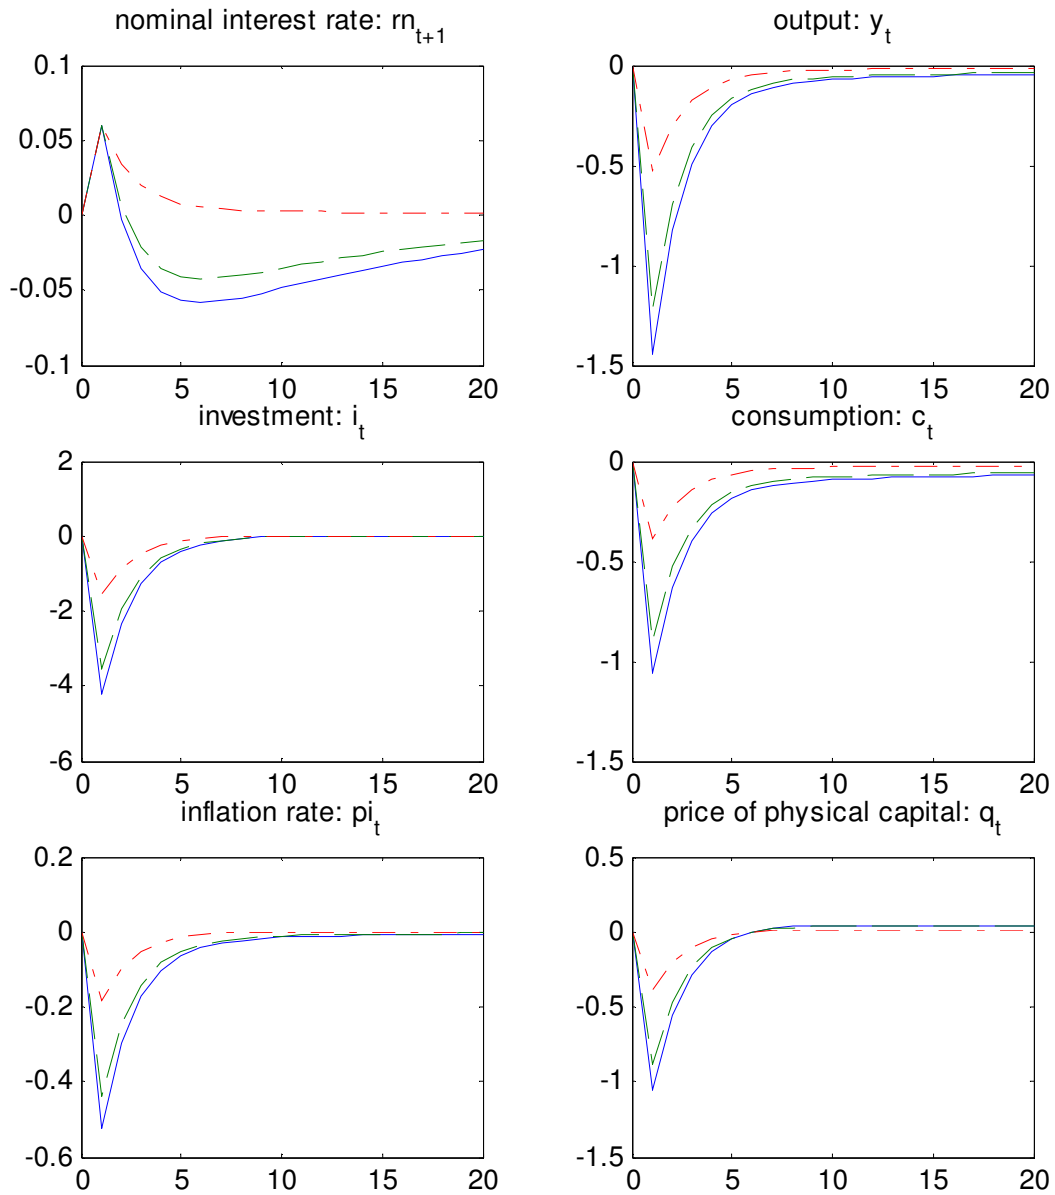 nominal interest rate: rn_{t+1}
0.1
0.05
0
-0.05
-0.1
0 5 10 15 20
output: y_t
0
-0.5
-1
-1.5
0 5 10 15 20
investment: i_t
2
0
-2
-4
-6
0 5 10 15 20
consumption: c_t
0
-0.5
-1
-1.5
0 5 10 15 20
inflation rate: pi_t
0.2
0
-0.2
-0.4
-0.6
0 5 10 15 20
price of physical capital: q_t
0.5
0
-0.5
-1
-1.5
0 5 10 15 20